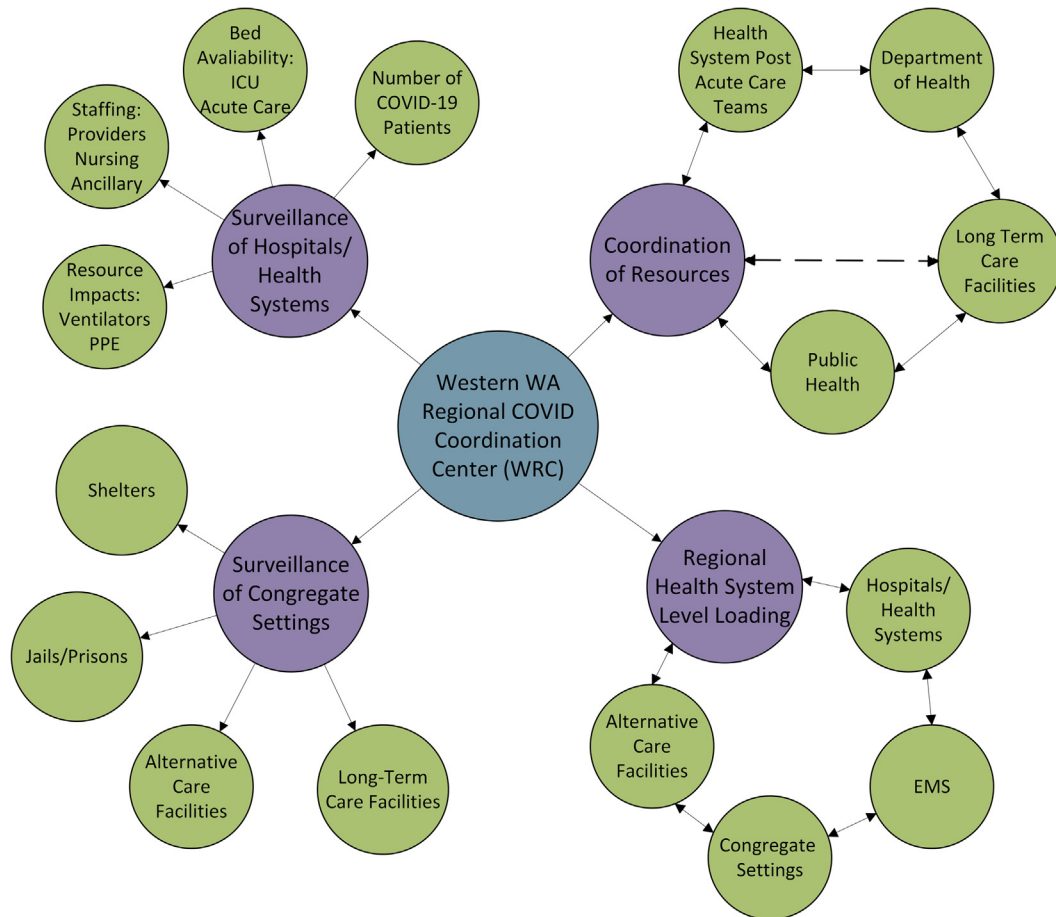 Bed
Avaliability:
ICU
Acute Care
Number of
COVID-19
Patients
Staffing:
Providers
Nursing
Ancillary
Resource
Impacts:
Ventilators
PPE
Surveillance
of Hospitals/
Health
Systems
Health
System Post
Acute Care
Teams
Department
of Health
Coordination
of Resources
Long Term
Care
Facilities
Public
Health
Western WA
Regional COVID
Coordination
Center (WRC)
Shelters
Surveillance
of Congregate
Settings
Jails/Prisons
Alternative
Care
Facilities
Long-Term
Care Facilities
Regional
Health System
Level Loading
Hospitals/
Health
Systems
Alternative
Care
Facilities
EMS
Congregate
Settings